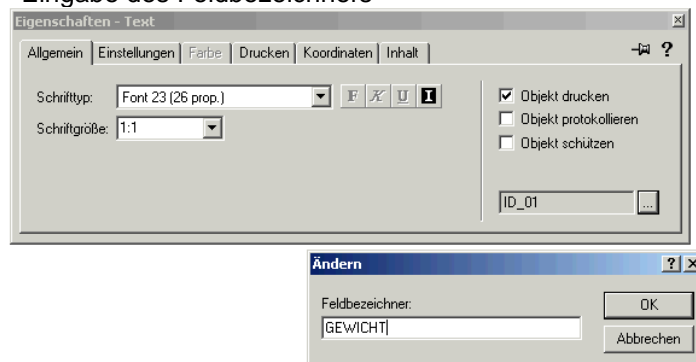 Eingabe des Feldbezeichners
Eigenschaften - Text
Allgemein Einstellungen Farbe Drucken Koordinaten Inhalt ?
Schrifttyp: Font 23 (26 prop.) F K U I
Schriftgröße: 1:1
Objekt drucken
Objekt protokollieren
Objekt schützen
ID_01 ...
Ändern ?
Feldbezeichner:
GEWICHT
OK
Abbrechen